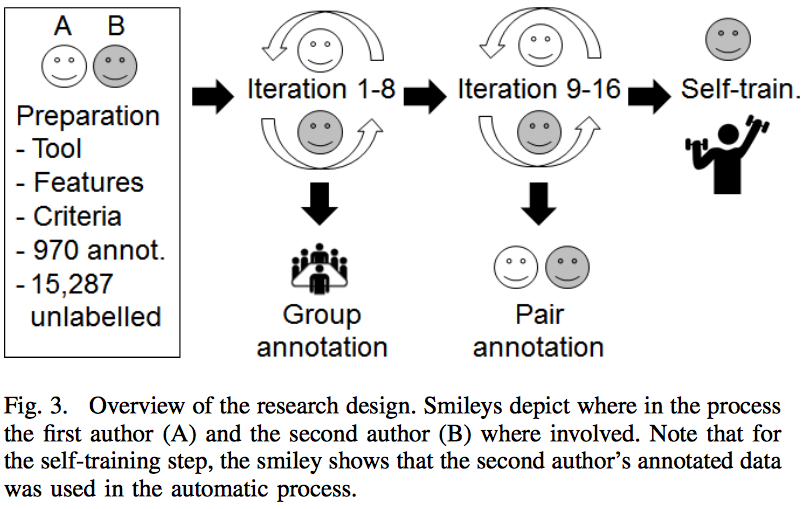 A B
Preparation
- Tool
- Features
- Criteria
- 970 annot.
- 15,287
unlabelled
Iteration 1-8
Group
annotation
Iteration 9-16
Pair
annotation
Self-train.
Fig. 3. Overview of the research design. Smileys depict where in the process
the first author (A) and the second author (B) where involved. Note that for
the self-training step, the smiley shows that the second author's annotated data
was used in the automatic process.